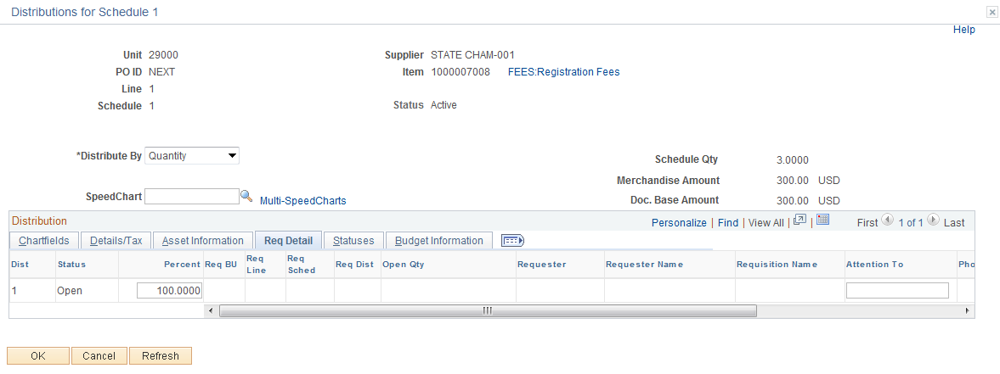 Distributions for Schedule 1
Help
Unit 29000 Supplier STATE CHAM-001
PO ID NEXT Item 1000007008 FEES:Registration Fees
Line 1
Schedule 1 Status Active
*Distribute By Quantity Schedule Qty 3.0000
Merchandise Amount 300.00 USD
SpeedChart Multi-SpeedCharts Doc. Base Amount 300.00 USD
Distribution Personalize | Find | View All | | First 1 of 1 Last
Chartfields Details/Tax Asset Information Req Detail Statuses Budget Information
Dist Status Percent Req BU Req Line Req Sched Req Dist Open Qty Requester Requester Name Requisition Name Attention To Pho
1 Open 100.0000
OK Cancel Refresh